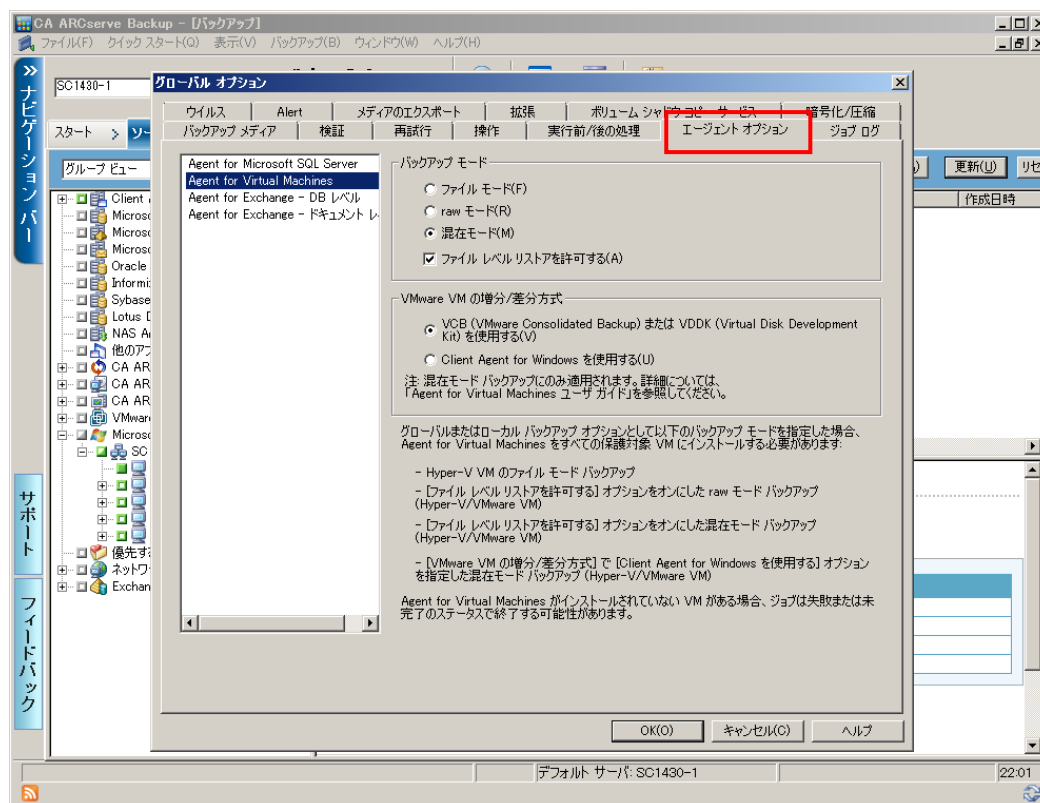 CA ARCserve Backup - [バックアップ]
ファイル(F) クイック スタート(Q) 表示(V) バックアップ(B) ウィンドウ(W) ヘルプ(H)
ナビゲーション バー
SC1430-1
スタート > ソー
グループ ビュー
更新(U) リセ
作成日時
Client
Microso
Microso
Microso
Oracle
Informi
Sybase
Lotus
NAS
他のアプ
CA AR
CA AR
CA AR
VMwar
Microso
SC
優先す
ネットワ
Exchan
サポート
フィードバック
グローバル オプション
ウイルス Alert メディアのエクスポート 拡張 ボリューム シャドウ コピー サービス 暗号化/圧縮
バックアップ メディア 検証 再試行 操作 実行前/後の処理 エージェント オプション ジョブ ログ
Agent for Microsoft SQL Server
Agent for Virtual Machines
Agent for Exchange - DB レベル
Agent for Exchange - ドキュメント レ
バックアップ モード
ファイル モード(F)
raw モード(R)
混在モード(M)
ファイル レベル リストアを許可する(A)
VMware VM の増分/差分方式
VCB (VMware Consolidated Backup) または VDDK (Virtual Disk Development
Kit) を使用する(V)
Client Agent for Windows を使用する(U)
注: 混在モード バックアップにのみ適用されます。詳細については、
「Agent for Virtual Machines ユーザ ガイド」を参照してください。
グローバルまたはローカル バックアップ オプションとして以下のバックアップ モードを指定した場合、
Agent for Virtual Machines をすべての保護対象 VM にインストールする必要があります:
- Hyper-V VM のファイル モード バックアップ
- [ファイル レベル リストアを許可する] オプションをオンにした raw モード バックアップ
(Hyper-V/VMware VM)
- [ファイル レベル リストアを許可する] オプションをオンにした混在モード バックアップ
(Hyper-V/VMware VM)
- [VMware VM の増分/差分方式] で [Client Agent for Windows を使用する] オプション
を指定した混在モード バックアップ (Hyper-V/VMware VM)
Agent for Virtual Machines がインストールされていない VM がある場合、ジョブは失敗または未
完了のステータスで終了する可能性があります。
OK(O) キャンセル(C) ヘルプ
デフォルト サーバ: SC1430-1
22:01